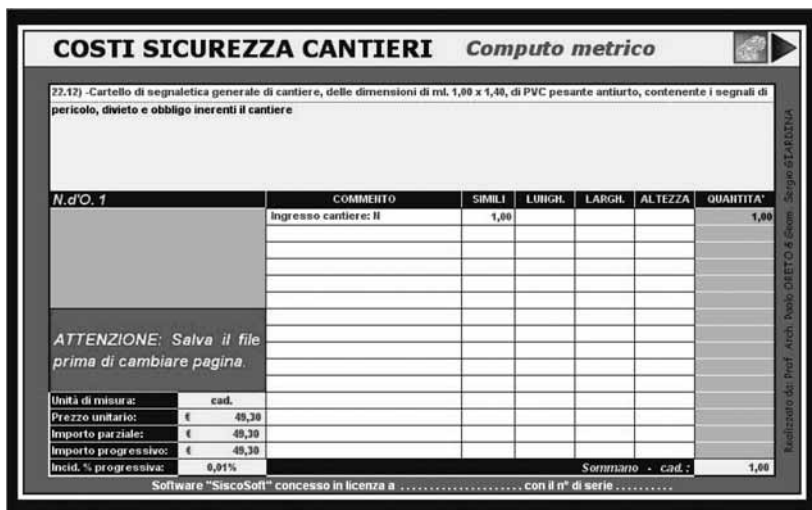 COSTI SICUREZZA CANTIERI Computo metrico
22.12) -Cartello di segnaletica generale di cantiere, delle dimensioni di ml. 1,00 x 1,40, di PVC pesante antiurto, contenente i segnali di
pericolo, divieto e obbligo inerenti il cantiere
N.d'O. 1 COMMENTO SIMILI LUNGH. LARGH. ALTEZZA QUANTITA'
Ingresso cantiere: N 1,00 1,00
ATTENZIONE: Salva il file
prima di cambiare pagina.
Unità di misura: cad.
Prezzo unitario: € 49,30
Importo parziale: € 49,30
Importo progressivo: € 49,30
Incid. % progressiva: 0,01% Sommano - cad.: 1,00
Software "SiscoSoft" concesso in licenza a ..................... con il n° di serie ..........
Realizzato da: Prof. Arch. Paolo ORETO & Geom. Sergio GIARDINA